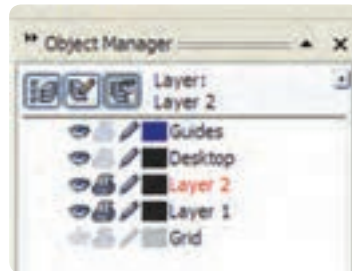 Object Manager
Layer:
Layer 2
Guides
Desktop
Layer 2
Layer 1
Grid